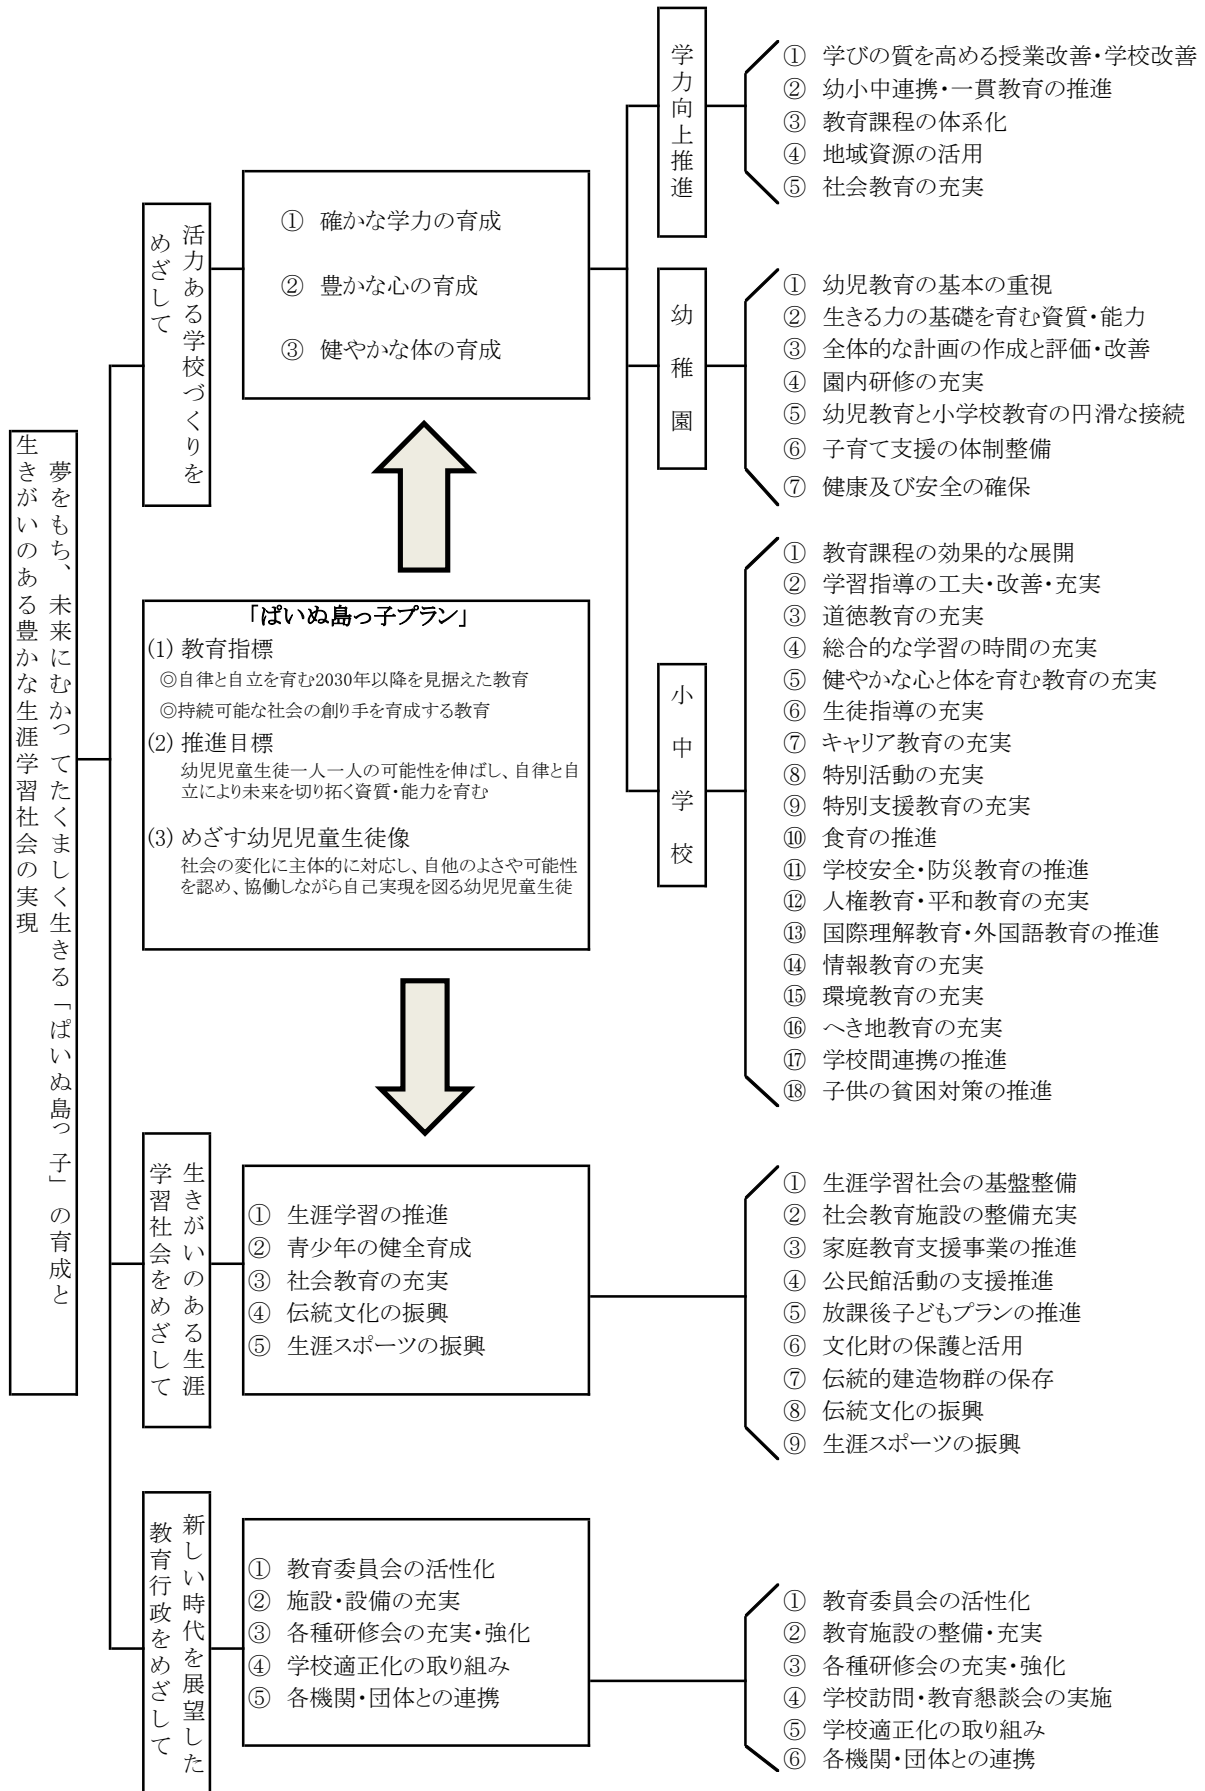 夢をもち、未来にむかってたくましく生きる「ぱいぬ島っ子」の育成と
生きがいのある豊かな生涯学習社会の実現
活力ある学校づくりを
めざして
① 確かな学力の育成
② 豊かな心の育成
③ 健やかな体の育成
学力向上推進
① 学びの質を高める授業改善・学校改善
② 幼小中連携・一貫教育の推進
③ 教育課程の体系化
④ 地域資源の活用
⑤ 社会教育の充実
幼稚園
① 幼児教育の基本の重視
② 生きる力の基礎を育む資質・能力
③ 全体的な計画の作成と評価・改善
④ 園内研修の充実
⑤ 幼児教育と小学校教育の円滑な接続
⑥ 子育て支援の体制整備
⑦ 健康及び安全の確保
小中学校
① 教育課程の効果的な展開
② 学習指導の工夫・改善・充実
③ 道徳教育の充実
④ 総合的な学習の時間の充実
⑤ 健やかな心と体を育む教育の充実
⑥ 生徒指導の充実
⑦ キャリア教育の充実
⑧ 特別活動の充実
⑨ 特別支援教育の充実
⑩ 食育の推進
⑪ 学校安全・防災教育の推進
⑫ 人権教育・平和教育の充実
⑬ 国際理解教育・外国語教育の推進
⑭ 情報教育の充実
⑮ 環境教育の充実
⑯ へき地教育の充実
⑰ 学校間連携の推進
⑱ 子供の貧困対策の推進
「ぱいぬ島っ子プラン」
(1) 教育指標
◎自律と自立を育む2030年以降を見据えた教育
◎持続可能な社会の創り手を育成する教育
(2) 推進目標
幼児児童生徒一人一人の可能性を伸ばし、自律と自
立により未来を切り拓く資質・能力を育む
(3) めざす幼児児童生徒像
社会の変化に主体的に対応し、自他のよさや可能性
を認め、協働しながら自己実現を図る幼児児童生徒
生きがいのある生涯
学習社会をめざして
① 生涯学習の推進
② 青少年の健全育成
③ 社会教育の充実
④ 伝統文化の振興
⑤ 生涯スポーツの振興
① 生涯学習社会の基盤整備
② 社会教育施設の整備充実
③ 家庭教育支援事業の推進
④ 公民館活動の支援推進
⑤ 放課後子どもプランの推進
⑥ 文化財の保護と活用
⑦ 伝統的建造物群の保存
⑧ 伝統文化の振興
⑨ 生涯スポーツの振興
新しい時代を展望した
教育行政をめざして
① 教育委員会の活性化
② 施設・設備の充実
③ 各種研修会の充実・強化
④ 学校適正化の取り組み
⑤ 各機関・団体との連携
① 教育委員会の活性化
② 教育施設の整備・充実
③ 各種研修会の充実・強化
④ 学校訪問・教育懇談会の実施
⑤ 学校適正化の取り組み
⑥ 各機関・団体との連携